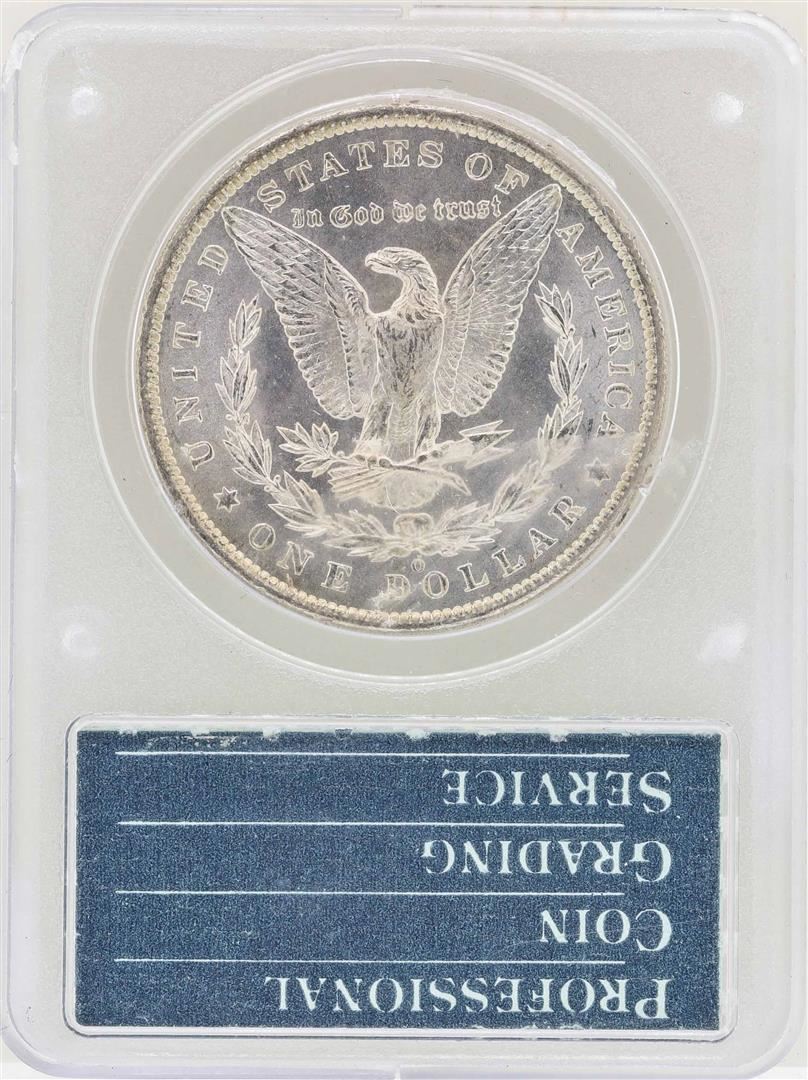 UNITED STATES OF AMERICA
In God we trust
ONE DOLLAR
O
PROFESSIONAL
COIN
GRADING
SERVICE